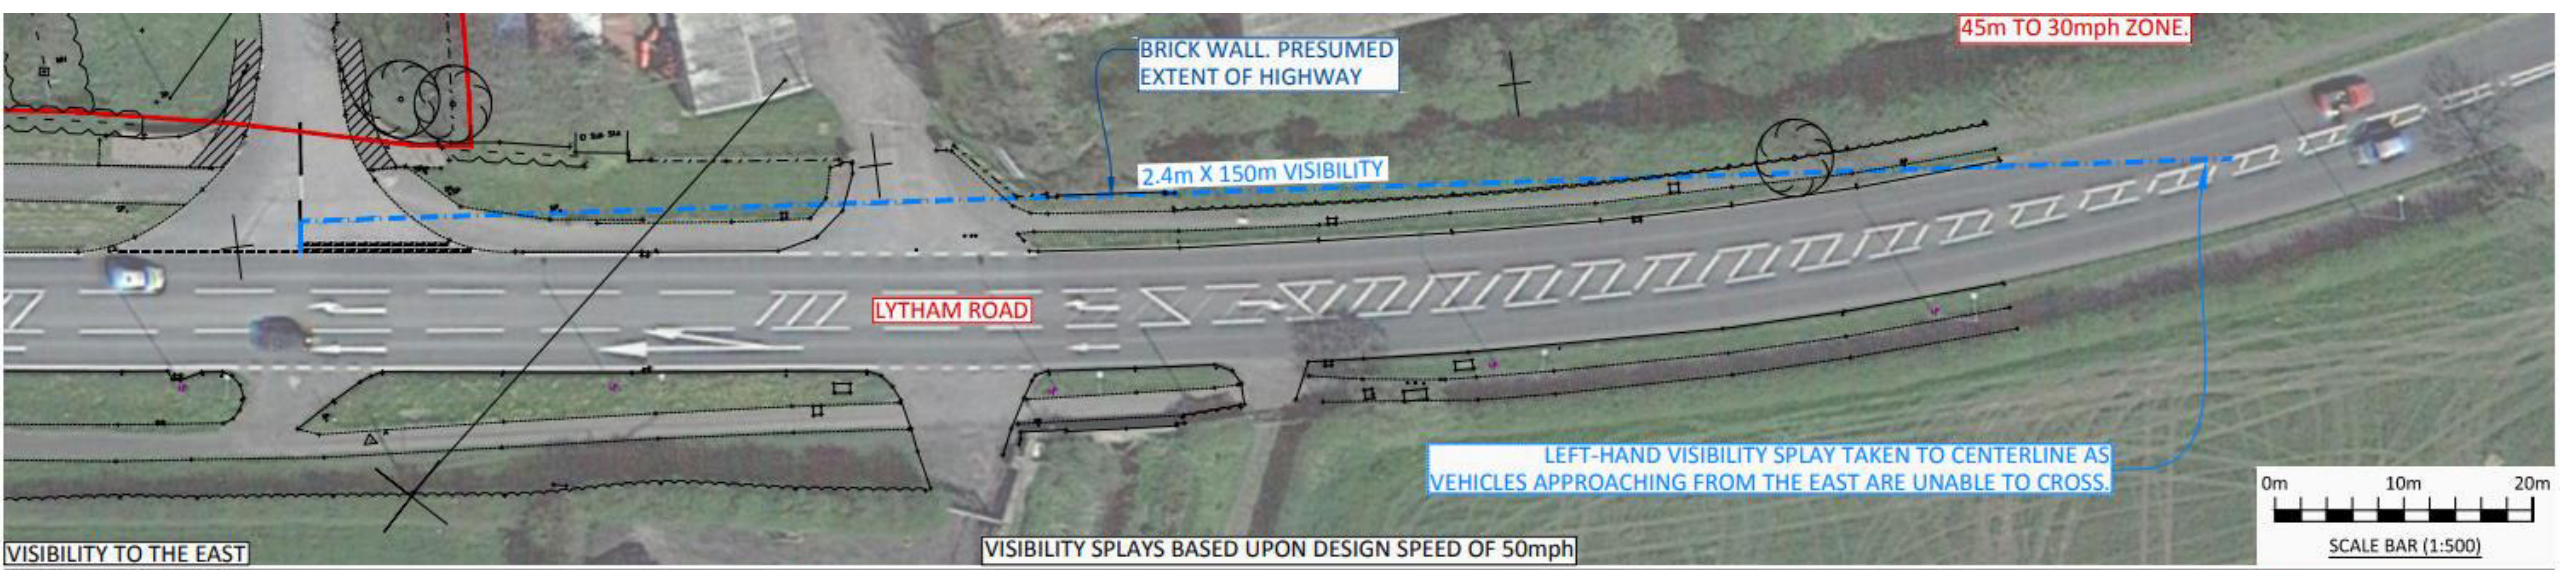 45m TO 30mph ZONE.
BRICK WALL. PRESUMED
EXTENT OF HIGHWAY
2.4m X 150m VISIBILITY
LYTHAM ROAD
LEFT-HAND VISIBILITY SPLAY TAKEN TO CENTERLINE AS
VEHICLES APPROACHING FROM THE EAST ARE UNABLE TO CROSS.
0m 10m 20m
SCALE BAR (1:500)
VISIBILITY TO THE EAST
VISIBILITY SPLAYS BASED UPON DESIGN SPEED OF 50mph